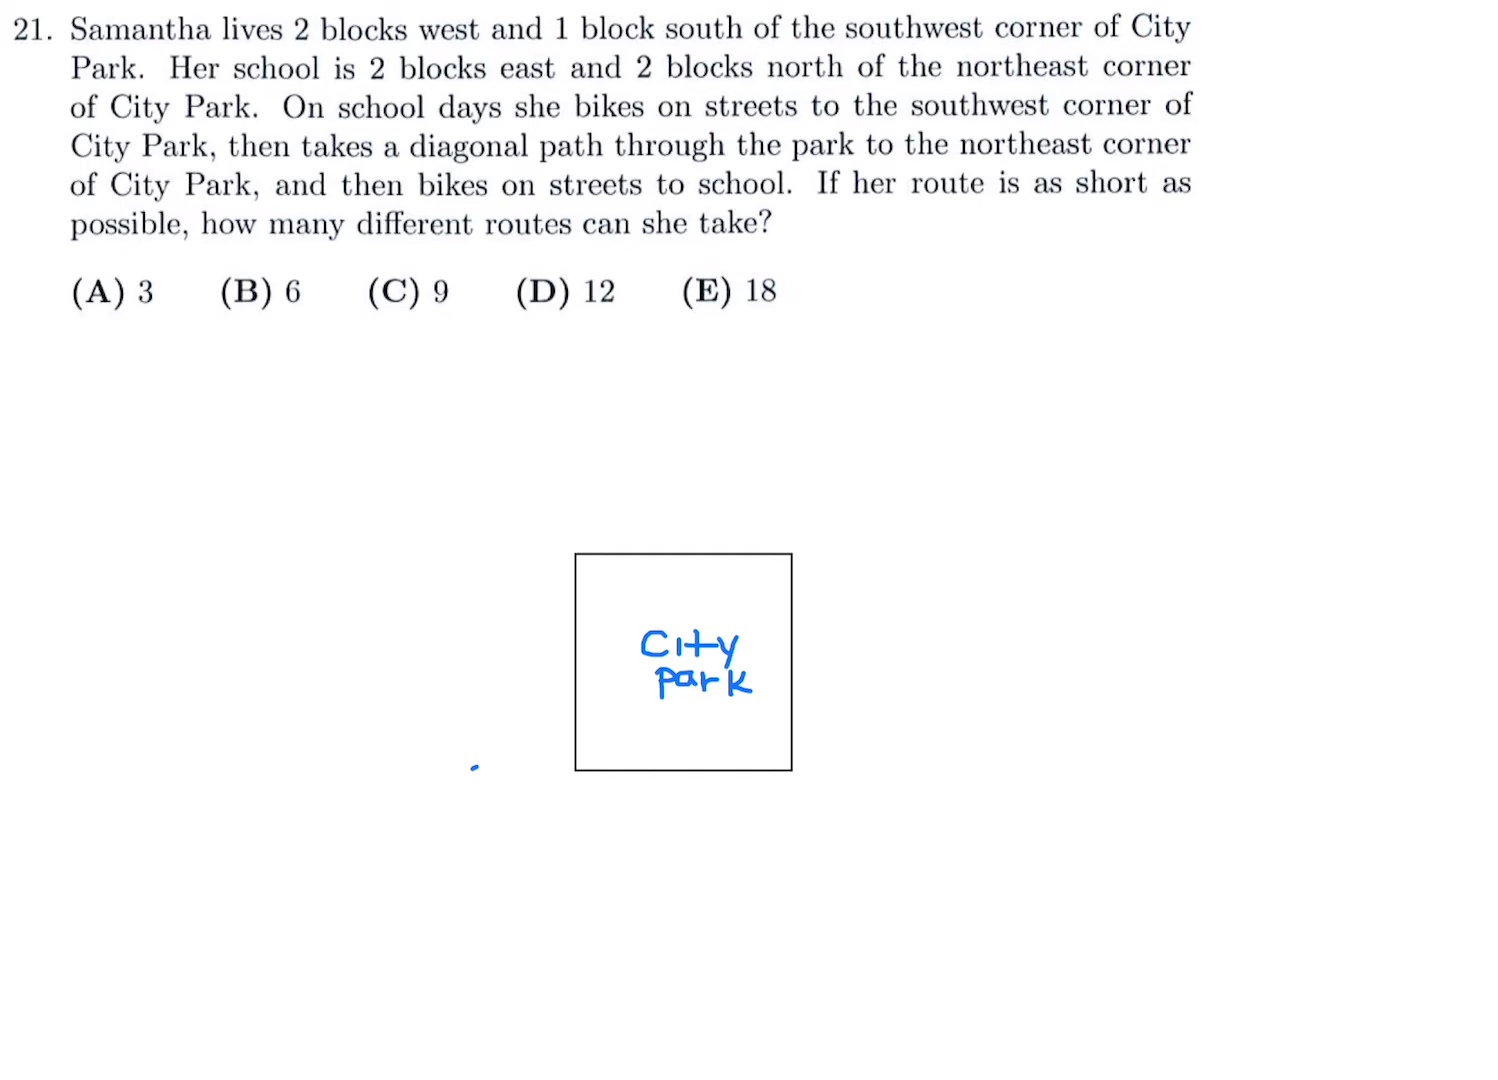 21. Samantha lives 2 blocks west and 1 block south of the southwest corner of City
Park. Her school is 2 blocks east and 2 blocks north of the northeast corner
of City Park. On school days she bikes on streets to the southwest corner of
City Park, then takes a diagonal path through the park to the northeast corner
of City Park, and then bikes on streets to school. If her route is as short as
possible, how many different routes can she take?
(A) 3 (B) 6 (C) 9 (D) 12 (E) 18
City
park